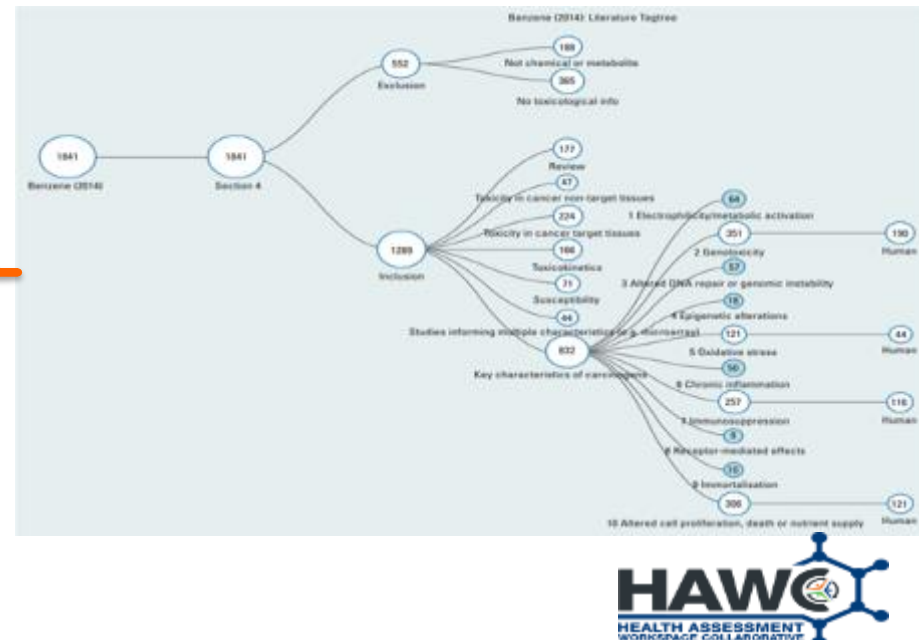 Benzene (2014): Literature Tagtree
552
Exclusion
Not chemical or metabolite
365
No toxicological info
1841
Benzene (2014)
1841
Section 4
1289
Inclusion
177
Review
47
Toxicity in cancer non-target tissues
224
Toxicity in cancer target tissues
166
Toxicokinetics
71
Susceptibility
44
Studies informing multiple characteristics (e.g. microarray)
832
Key characteristics of carcinogens
64
1 Electrophilicity/metabolic activation
351
2 Genotoxicity
190
Human
57
3 Altered DNA repair or genomic instability
18
4 Epigenetic alterations
121
5 Oxidative stress
44
Human
50
6 Chronic inflammation
257
7 Immunosuppression
116
Human
8 Receptor-mediated effects
9 Immortalisation
306
10 Altered cell proliferation, death or nutrient supply
121
Human
HAWC
HEALTH ASSESSMENT
WORKSPACE COLLABORATIVE